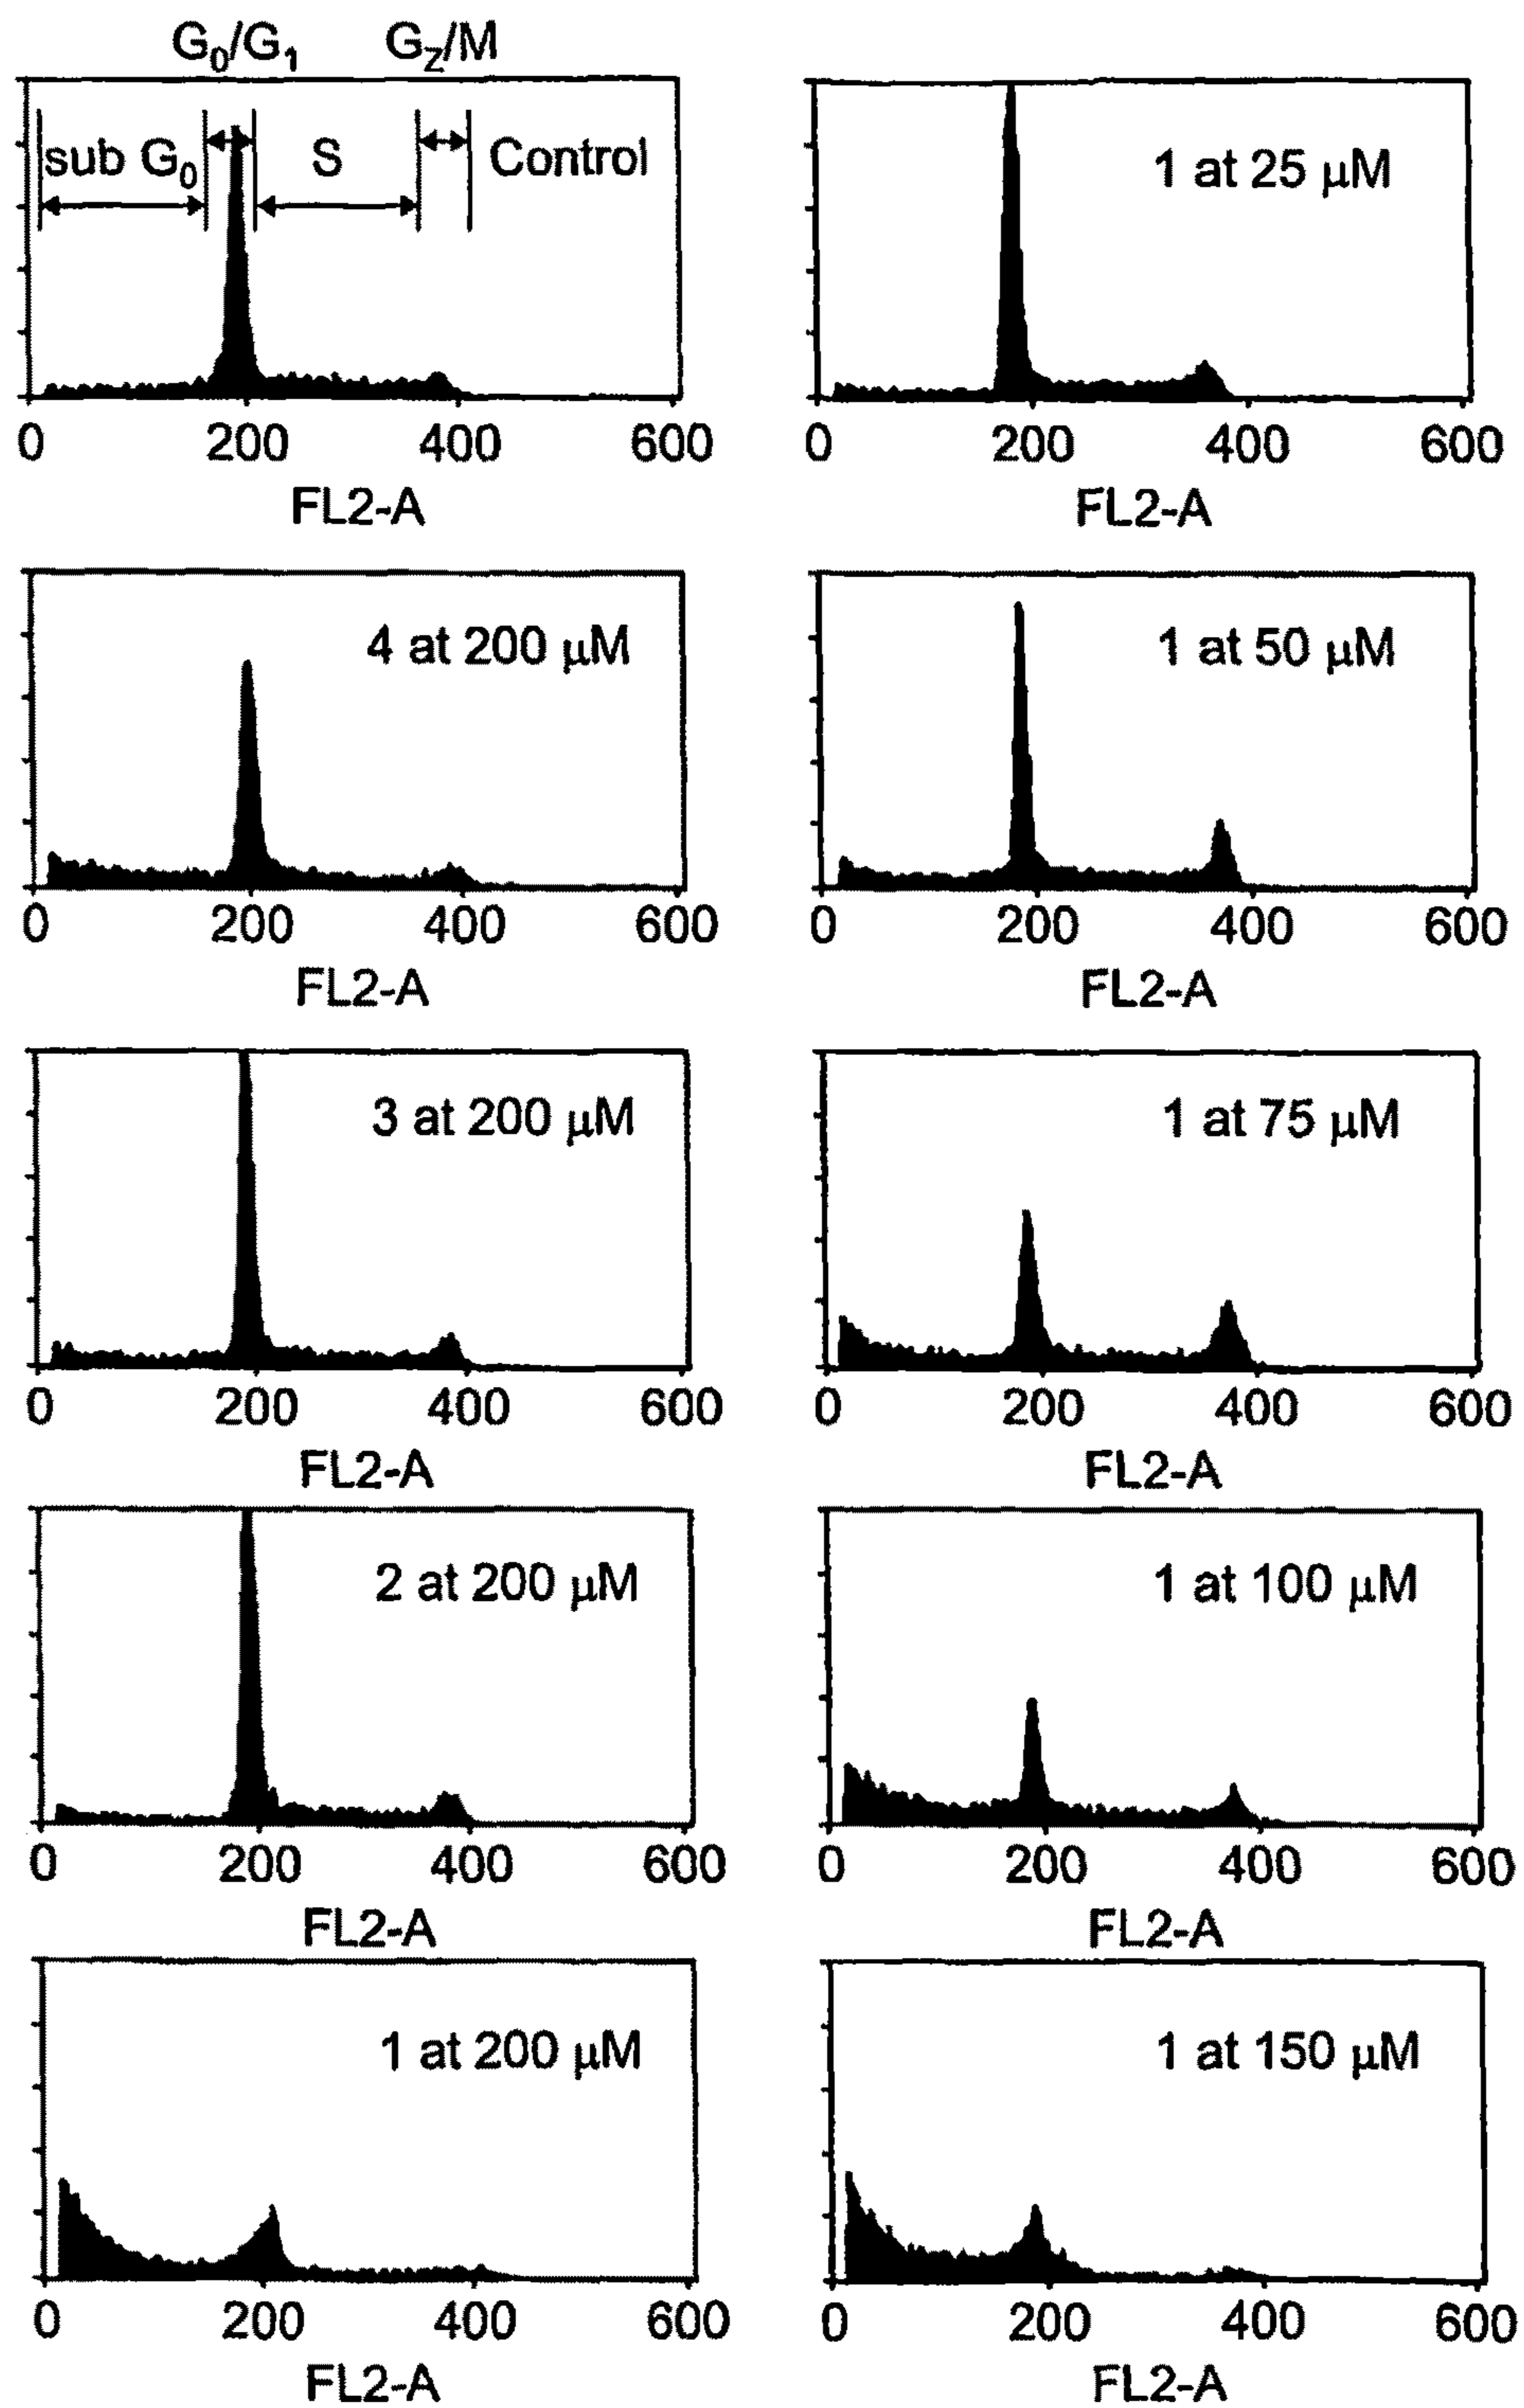 G₀/G₁ G_Z/M
sub G₀ S Control
0 200 400 600
FL2-A
1 at 25 μM
0 200 400 600
FL2-A
4 at 200 μM
0 200 400 600
FL2-A
1 at 50 μM
0 200 400 600
FL2-A
3 at 200 μM
0 200 400 600
FL2-A
1 at 75 μM
0 200 400 600
FL2-A
2 at 200 μM
0 200 400 600
FL2-A
1 at 100 μM
0 200 400 600
FL2-A
1 at 200 μM
0 200 400 600
FL2-A
1 at 150 μM
0 200 400 600
FL2-A